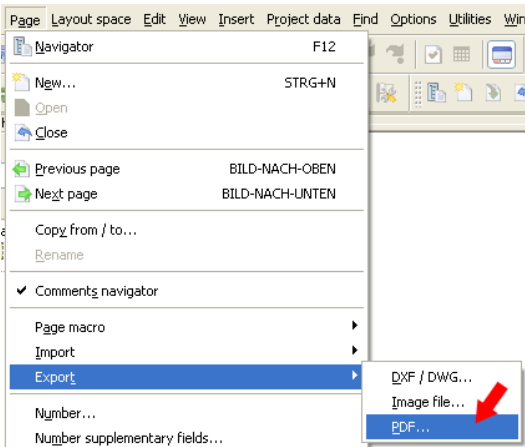 Page Layout space Edit View Insert Project data Find Options Utilities Win
Navigator F12
New... STRG+N
Open
Close
Previous page BILD-NACH-OBEN
Next page BILD-NACH-UNTEN
Copy from / to...
Rename
Comments navigator
Page macro
Import
Export
DXF / DWG...
Image file...
PDF...
Number...
Number supplementary fields...